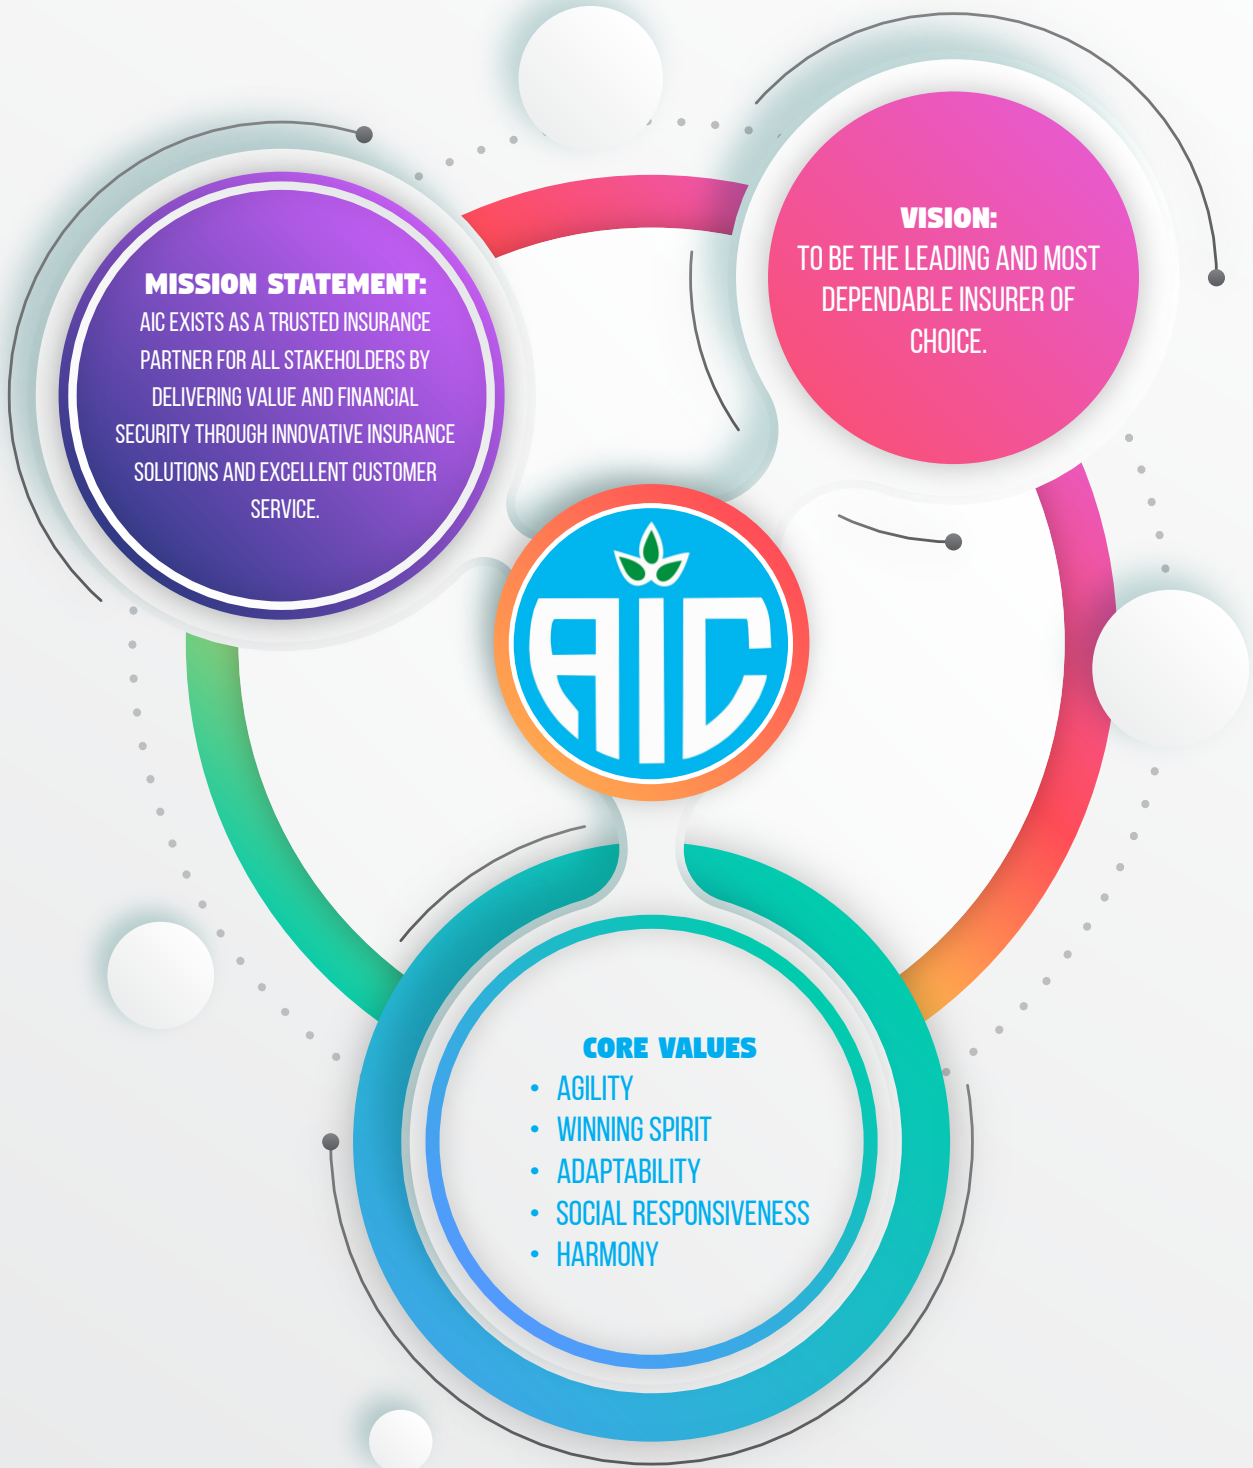 MISSION STATEMENT:
AIC EXISTS AS A TRUSTED INSURANCE
PARTNER FOR ALL STAKEHOLDERS BY
DELIVERING VALUE AND FINANCIAL
SECURITY THROUGH INNOVATIVE INSURANCE
SOLUTIONS AND EXCELLENT CUSTOMER
SERVICE.
VISION:
TO BE THE LEADING AND MOST
DEPENDABLE INSURER OF
CHOICE.
AIC
CORE VALUES
• AGILITY
• WINNING SPIRIT
• ADAPTABILITY
• SOCIAL RESPONSIVENESS
• HARMONY